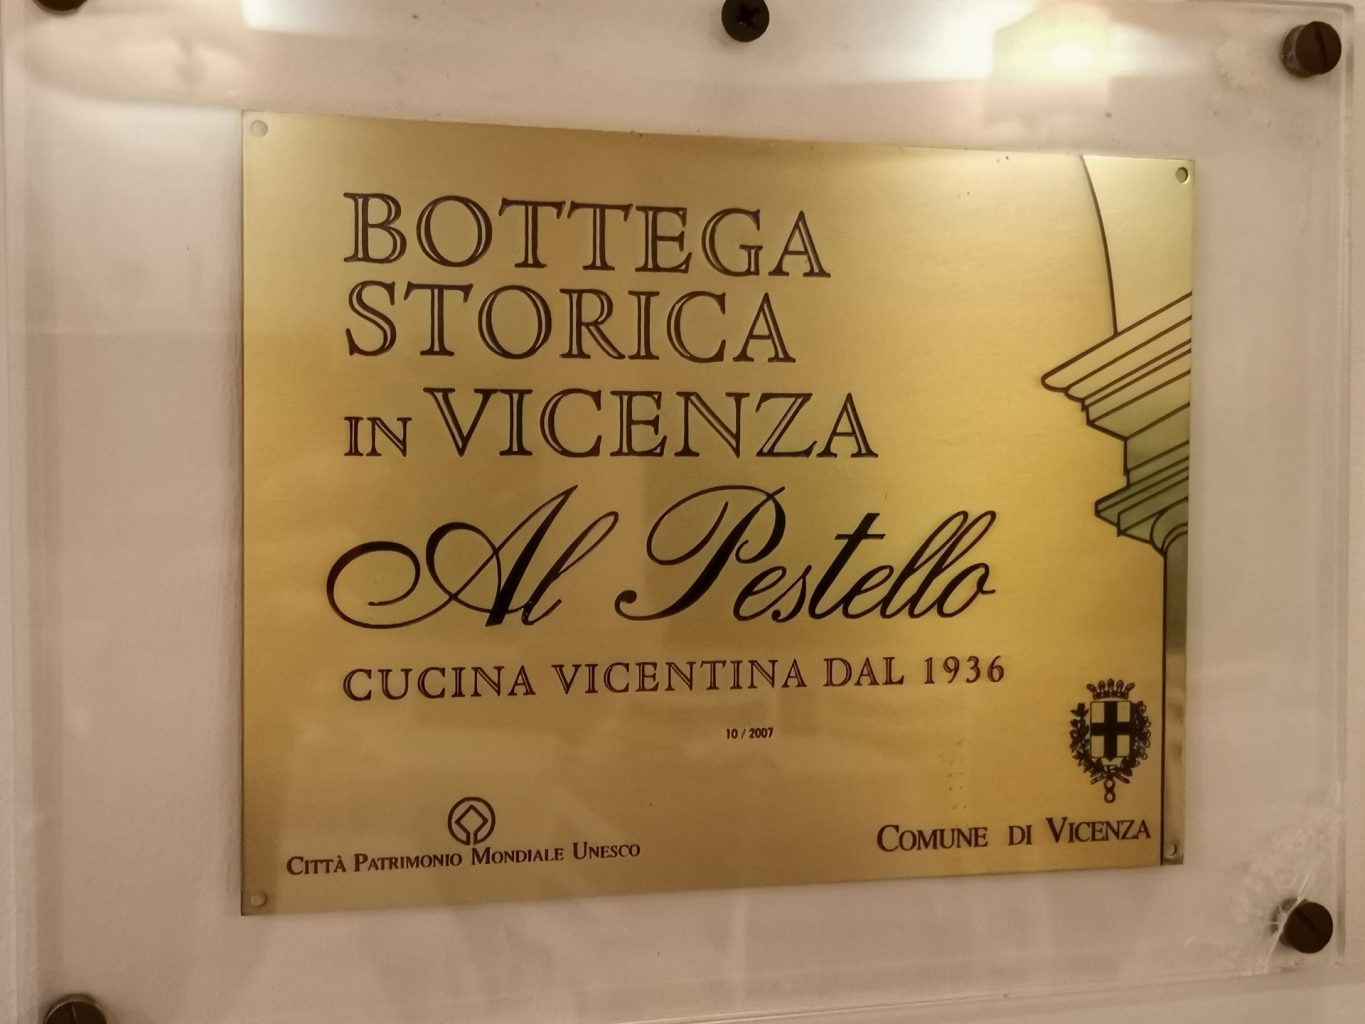 BOTTEGA
STORICA
IN VICENZA
Al Pestello
CUCINA VICENTINA DAL 1936
10 / 2007
CITTÀ PATRIMONIO MONDIALE UNESCO
COMUNE DI VICENZA